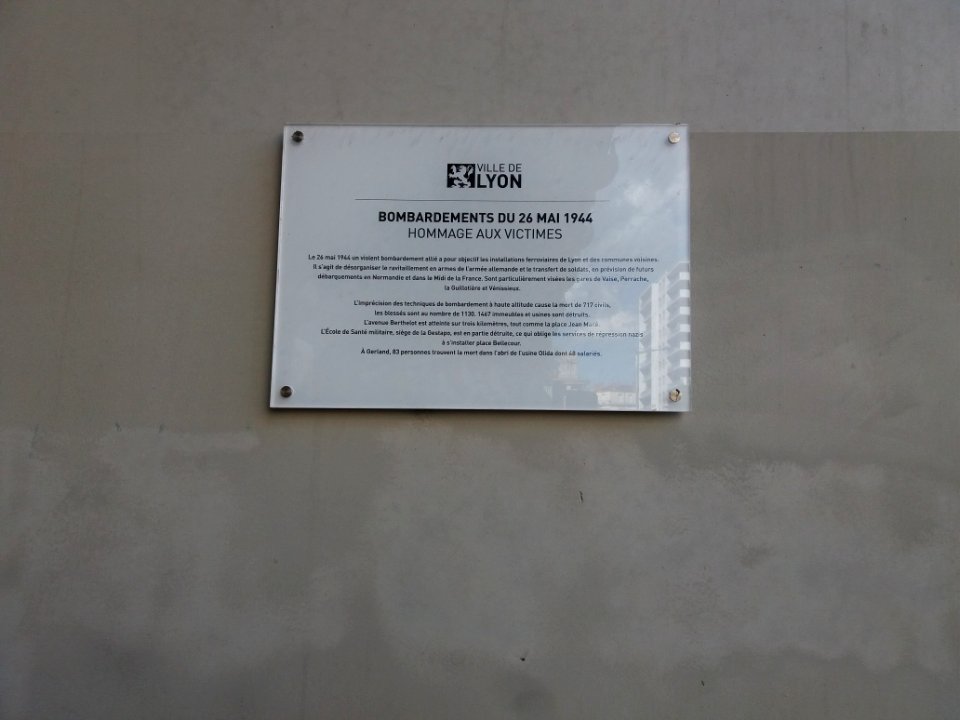 VILLE DE
LYON
BOMBARDEMENTS DU 26 MAI 1944
HOMMAGE AUX VICTIMES
Le 26 mai 1944 un violent bombardement allié a pour objectif les installations ferroviaires de Lyon et des communes voisines.
Il s'agit de désorganiser le ravitaillement en armes de l'armée allemande et le transfert de soldats, en prévision de futurs
débarquements en Normandie et dans le Midi de la France. Sont particulièrement visées les gares de Vaise, Perrache,
la Guillotière et Vénissieux.
L'imprécision des techniques de bombardement à haute altitude cause la mort de 717 civils,
les blessés sont au nombre de 1130. 1467 immeubles et usines sont détruits.
L'avenue Berthelot est atteinte sur trois kilomètres, tout comme la place Jean Macé.
L'École de Santé militaire, siège de la Gestapo, est en partie détruite, ce qui oblige les services de répression nazis
à s'installer place Bellecour.
À Gerland, 83 personnes trouvent la mort dans l'abri de l'usine Olida dont 48 salariés.